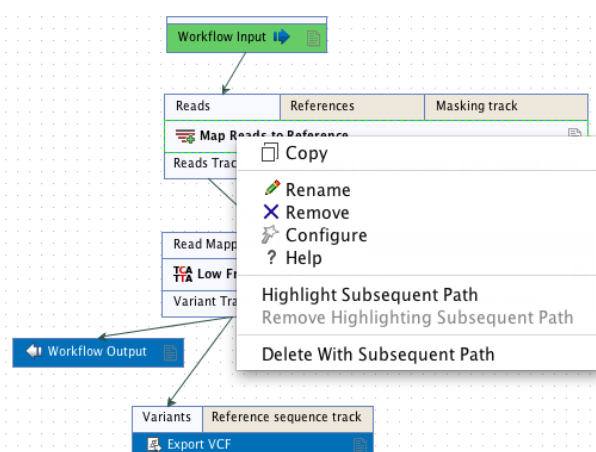 Workflow Input
Reads References Masking track
Map Reads to Reference
Reads Trac
Copy
Rename
Remove
Configure
? Help
Highlight Subsequent Path
Remove Highlighting Subsequent Path
Delete With Subsequent Path
Read Mapp
TCA
TTA
Low Fr
Variant Tra
Workflow Output
Variants Reference sequence track
Export VCF